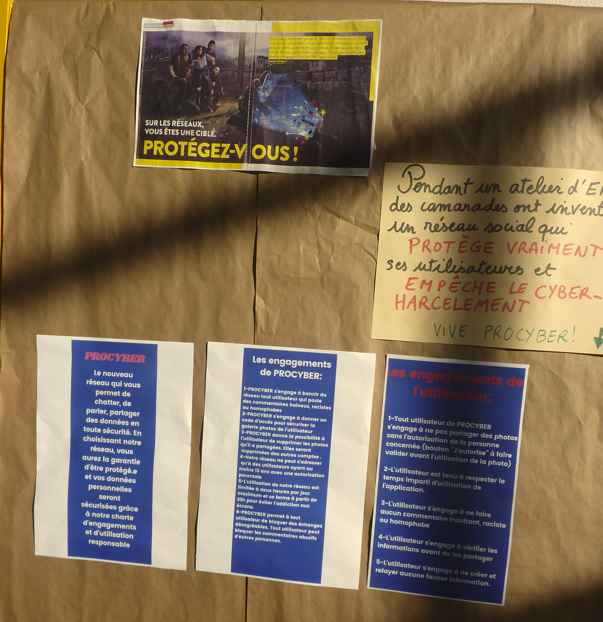 SUR LES RÉSEAUX,
VOUS ÊTES UNE CIBLE.
PROTÉGEZ-VOUS !
Pendant un atelier d'E
des camarades ont invent
un réseau social qui
PROTÈGE VRAIMENT
ses utilisateurs et
EMPÊCHE LE CYBER-
HARCELEMENT
VIVE PROCYBER!
PROCYBER
Le nouveau
réseau qui vous
permet de
chatter, de
parler, partager
des données en
toute sécurité. En
choisissant notre
réseau, vous
aurez la garantie
d'être protégé.e
et vos données
personnelles
seront
sécurisées grâce
à notre charte
d'engagements
et d'utilisation
responsable
Les engagements
de PROCYBER:
1-PROCYBER s'engage à bannir du
réseau tout utilisateur qui poste
des commentaires haineux, racistes
ou homophobes
2-PROCYBER s'engage à donner un
code d'accès pour sécuriser la
galerie photos de l'utilisateur
3-PROCYBER donne la possibilité à
l'utilisateur de supprimer les photos
qu'il a partagées. Elles seront
supprimées des autres comptes .
4-Notre réseau ne peut s'adresser
qu'à des utilisateurs ayant au
moins 13 ans avec une autorisation
parentale
5-L'utilisation de notre réseau est
limitée à deux heures par jour
maximum et se ferme à partir de
22h pour éviter l'addiction aux
écrans.
6-PROCYBER permet à tout
utilisateur de bloquer des échanges
désagréables. Tout utilisateur peut
bloquer les commentaires abusifs
d'autres personnes.
Les engagements de
l'utilisateur:
1-Tout utilisateur de PROCYBER
s'engage à ne pas partager des photos
sans l'autorisation de la personne
concernée (bouton "J'autorise" à faire
valider avant l'utilisation de la photo)
2-L'utilisateur est tenu à respecter le
temps imparti d'utilisation de
l'application.
3-L'utilisateur s'engage à ne faire
aucun commentaire insultant, raciste
ou homophobe
4-L'utilisateur s'engage à vérifier les
informations avant de les partager
5-L'utilisateur s'engage à ne créer et
relayer aucune fausse information.